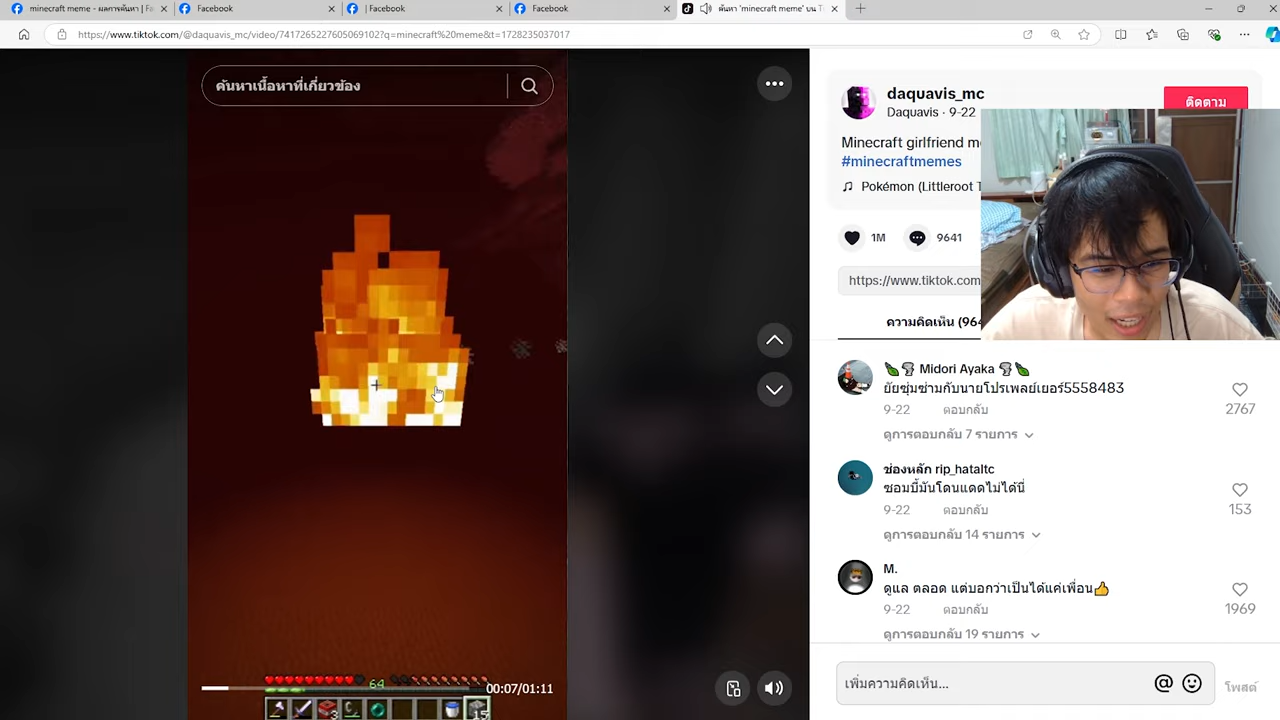 minecraft meme - ผลการค้นหา | Fa
Facebook
| Facebook
Facebook
ค้นหา 'minecraft meme' บน Ti
https://www.tiktok.com/@daquavis_mc/video/7417265227605069102?q=minecraft%20meme&t=1728235037017
ค้นหาเนื้อหาที่เกี่ยวข้อง
daquavis_mc
Daquavis · 9-22
ติดตาม
Minecraft girlfriend
#minecraftmemes
Pokémon (Littleroot
1M
9641
https://www.tiktok.com
ความคิดเห็น (964
Midori Ayaka
ยัยซุ่มซ่ามกับนายโปรเพลย์เยอร์5558483
9-22 ตอบกลับ
2767
ดูการตอบกลับ 7 รายการ
ช่องหลัก rip_hataltc
ซอมบี้มันโดนแดดไม่ได้นี่
9-22 ตอบกลับ
153
ดูการตอบกลับ 14 รายการ
M.
ดูแล ตลอด แต่บอกว่าเป็นได้แค่เพื่อน👍
9-22 ตอบกลับ
1969
ดูการตอบกลับ 19 รายการ
64
00:07/01:11
3
15
เพิ่มความคิดเห็น...
โพสต์